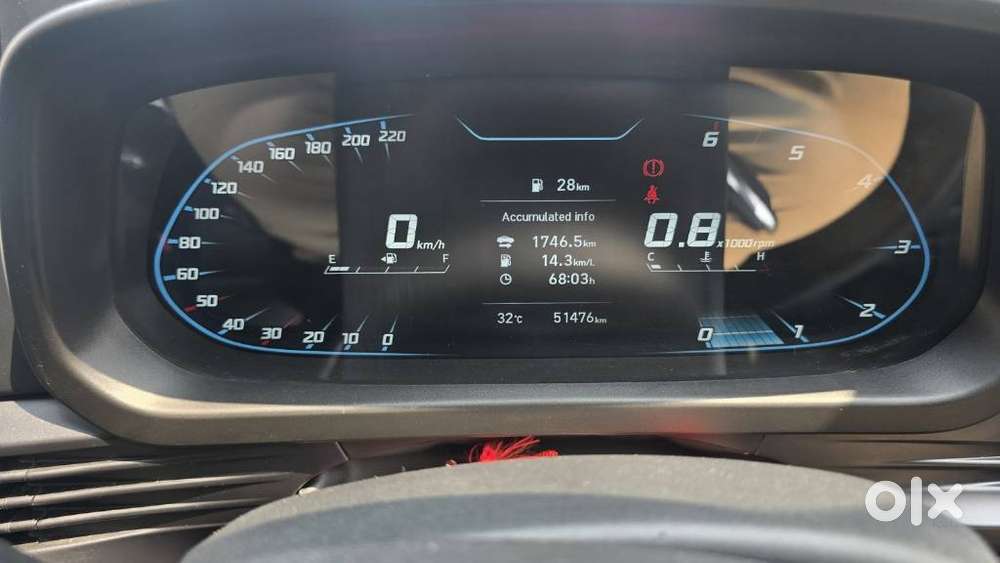 220
200
180
160
140
120
100
80
60
50
40
30
20
10
0
0 km/h
E F
28km
Accumulated info
1746.5km
14.3km/L
68:03h
32°C 51476km
6
5
4
3
2
1
0
0.8 x1000rpm
C H
olx